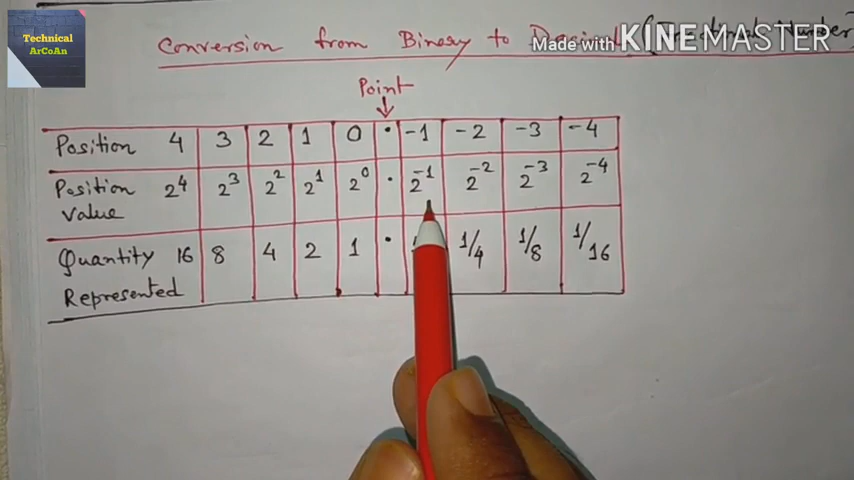 Technical
ArCoAn
Conversion from Binary to
Made with KINEMASTER
Point
Position 4 3 2 1 0 . -1 -2 -3 -4
Position 2⁴ 2³ 2² 2¹ 2⁰ . 2⁻¹ 2⁻² 2⁻³ 2⁻⁴
Value
Quantity 16 8 4 2 1 . 1/4 1/8 1/16
Represented